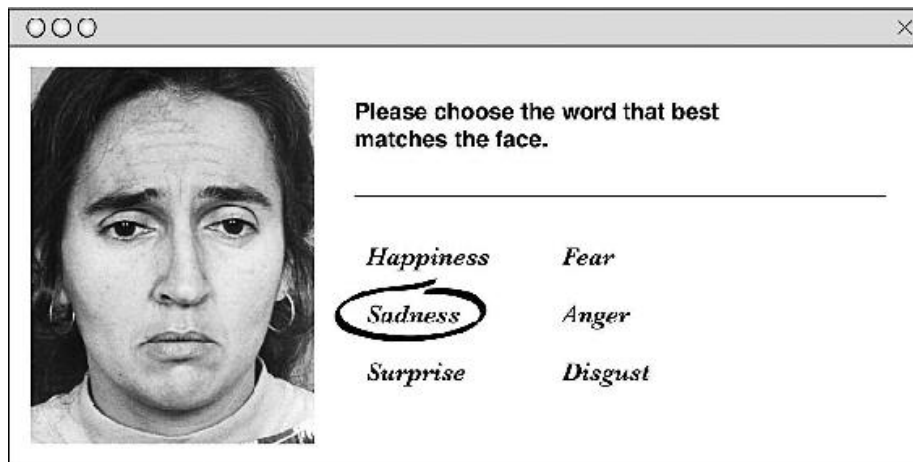 Please choose the word that best
matches the face.
Happiness Fear
Sadness Anger
Surprise Disgust